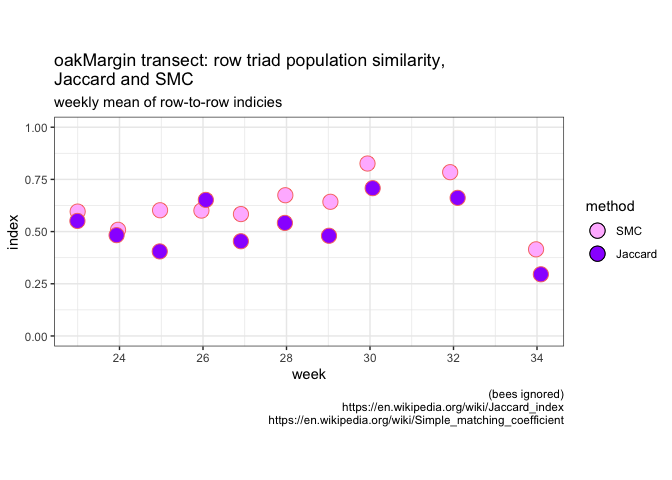 oakMargin transect: row triad population similarity,
Jaccard and SMC
weekly mean of row-to-row indicies
1.00
0.75
0.50
0.25
0.00
index
24 26 28 30 32 34
week
method
SMC
Jaccard
(bees ignored)
https://en.wikipedia.org/wiki/Jaccard_index
https://en.wikipedia.org/wiki/Simple_matching_coefficient